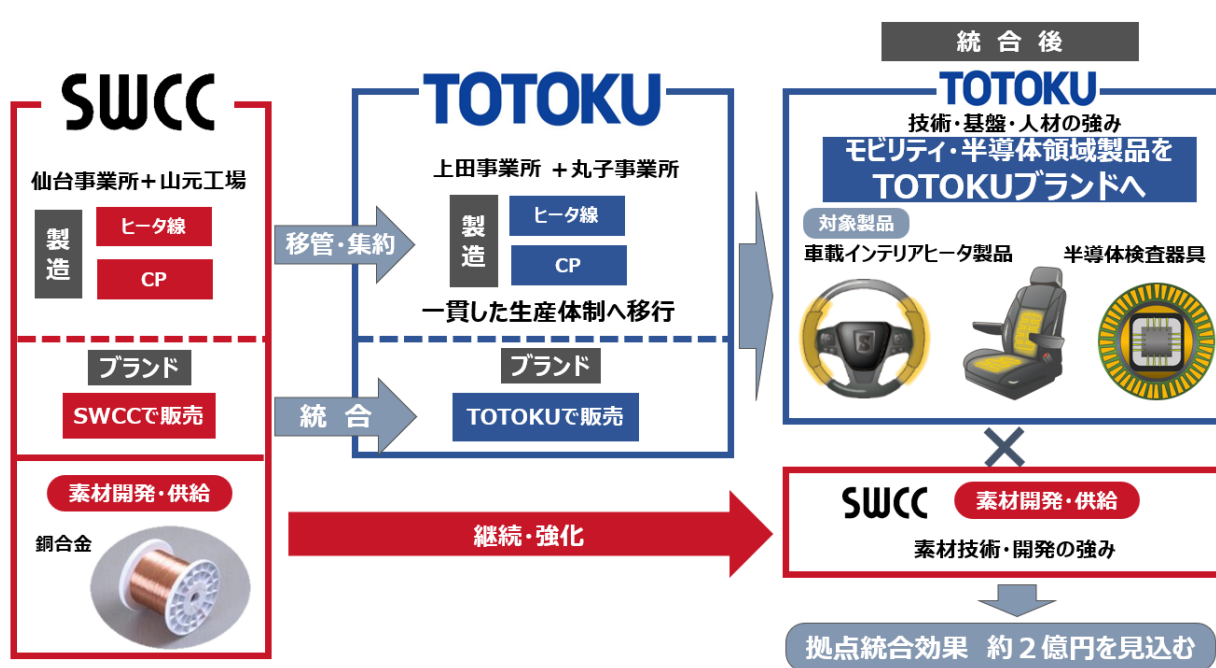 SWCC
仙台事業所+山元工場
製造
ヒータ線
CP
ブランド
SWCCで販売
素材開発・供給
銅合金
移管・集約
統合
継続・強化
TOTOKU
上田事業所 +丸子事業所
製造
ヒータ線
CP
一貫した生産体制へ移行
ブランド
TOTOKUで販売
統合後
TOTOKU
技術・基盤・人材の強み
モビリティ・半導体領域製品を
TOTOKUブランドへ
対象製品
車載インテリアヒータ製品
半導体検査器具
S
×
SWCC
素材開発・供給
素材技術・開発の強み
拠点統合効果 約2億円を見込む